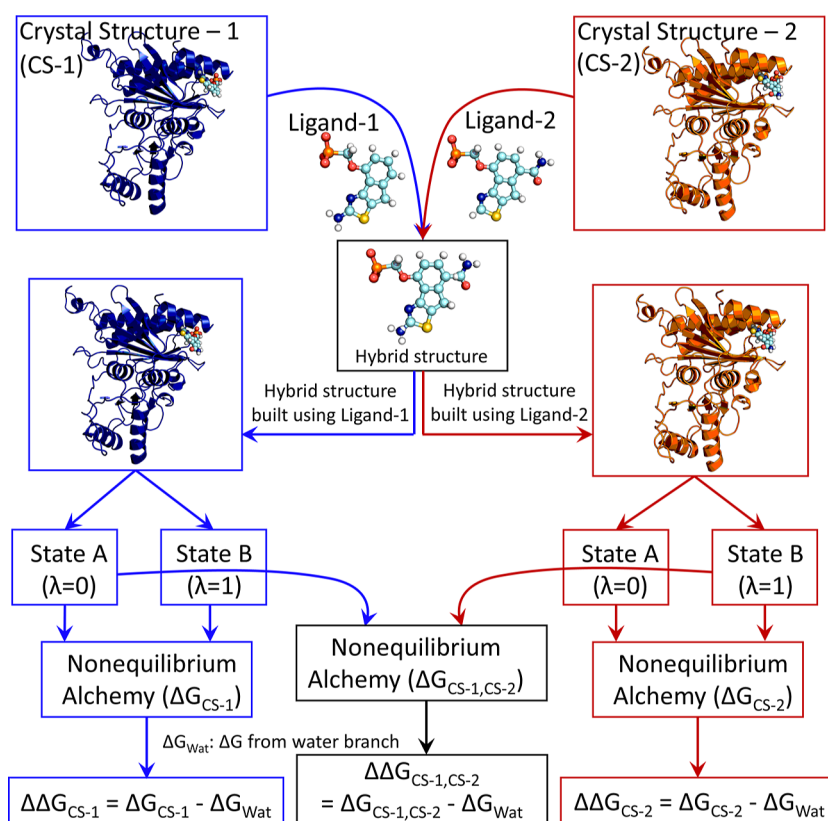 Crystal Structure – 1
(CS-1)
Crystal Structure – 2
(CS-2)
Ligand-1
Ligand-2
Hybrid structure
Hybrid structure
built using Ligand-1
Hybrid structure
built using Ligand-2
State A
(λ=0)
State B
(λ=1)
State A
(λ=0)
State B
(λ=1)
Nonequilibrium
Alchemy (ΔG_CS-1)
Nonequilibrium
Alchemy (ΔG_CS-1,CS-2)
Nonequilibrium
Alchemy (ΔG_CS-2)
ΔG_Wat: ΔG from water branch
ΔΔG_CS-1 = ΔG_CS-1 - ΔG_Wat
ΔΔG_CS-1,CS-2
= ΔG_CS-1,CS-2 - ΔG_Wat
ΔΔG_CS-2 = ΔG_CS-2 - ΔG_Wat